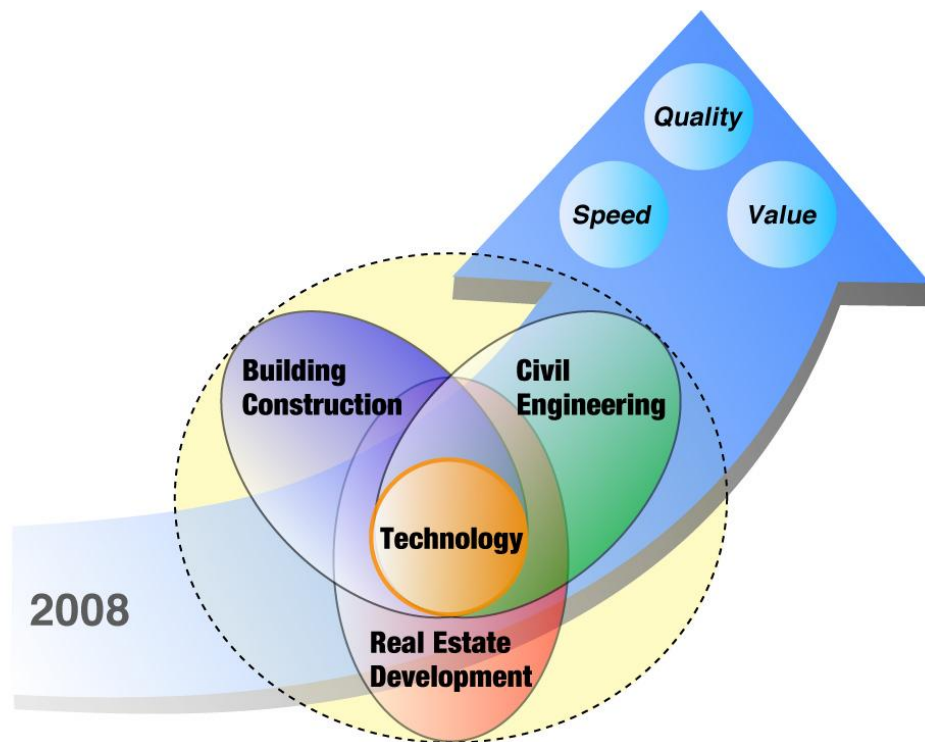 Quality
Speed
Value
Building
Construction
Civil
Engineering
Technology
2008
Real Estate
Development